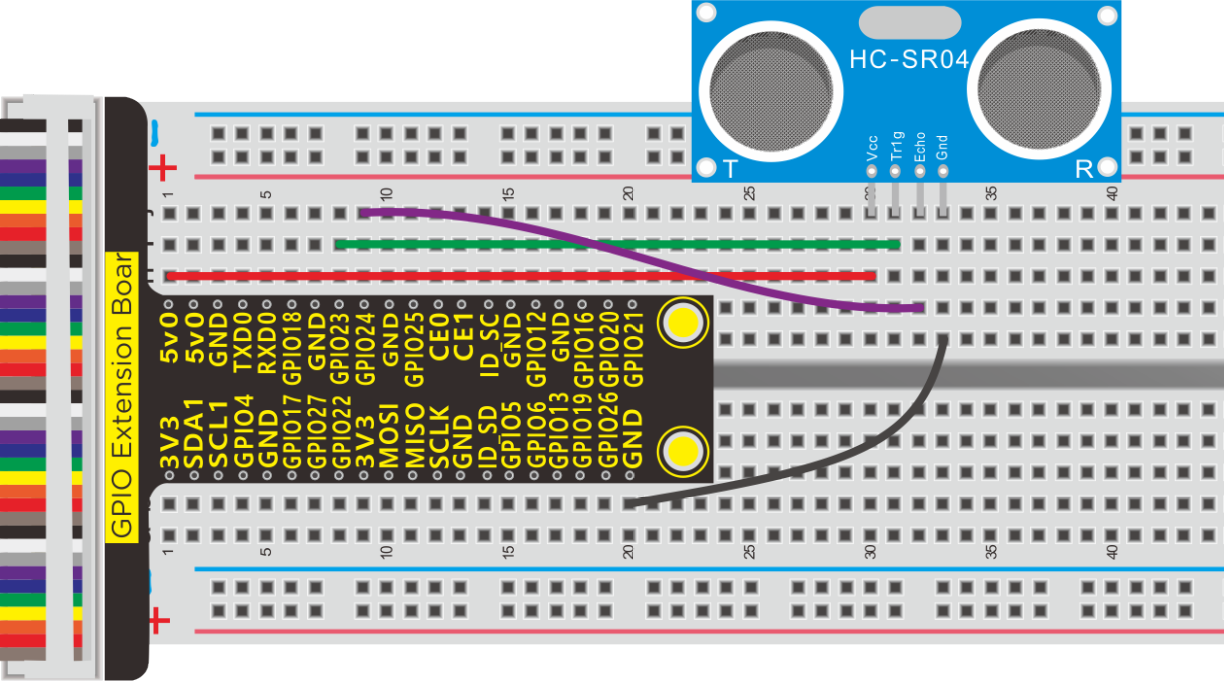 HC-SR04
Vcc
Tr1g
Echo
Gnd
T
R
+
1
5
10
15
20
25
30
35
40
5v0
5v0
GND
TXD0
RXD0
GPIO18
GND
GPIO23
GPIO24
GND
GPIO25
CE0
CE1
ID_SC
GND
GPIO12
GND
GPIO16
GPIO20
GPIO21
GPIO Extension Boar
3V3
SDA1
SCL1
GPIO4
GND
GPIO17
GPIO27
GPIO22
3V3
MOSI
MISO
SCLK
GND
ID_SD
GPIO5
GPIO6
GPIO13
GPIO19
GPIO26
GND
1
5
10
15
20
25
30
35
40
+